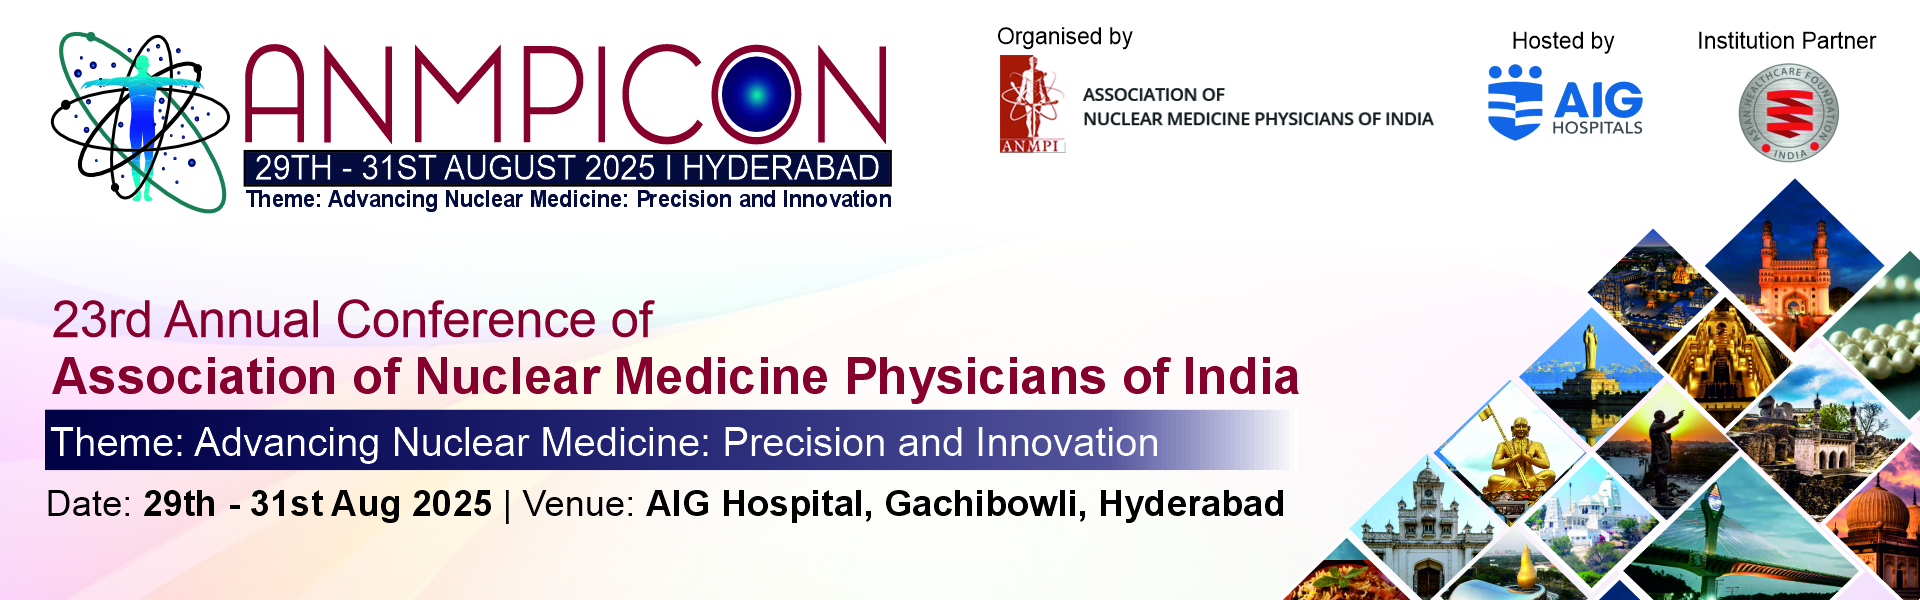 ANMPICON
29TH - 31ST AUGUST 2025 I HYDERABAD
Theme: Advancing Nuclear Medicine: Precision and Innovation
Organised by
ANMPI
ASSOCIATION OF
NUCLEAR MEDICINE PHYSICIANS OF INDIA
Hosted by
AIG
HOSPITALS
Institution Partner
ASIAN HEALTHCARE FOUNDATION
INDIA
23rd Annual Conference of
Association of Nuclear Medicine Physicians of India
Theme: Advancing Nuclear Medicine: Precision and Innovation
Date: 29th - 31st Aug 2025 | Venue: AIG Hospital, Gachibowli, Hyderabad